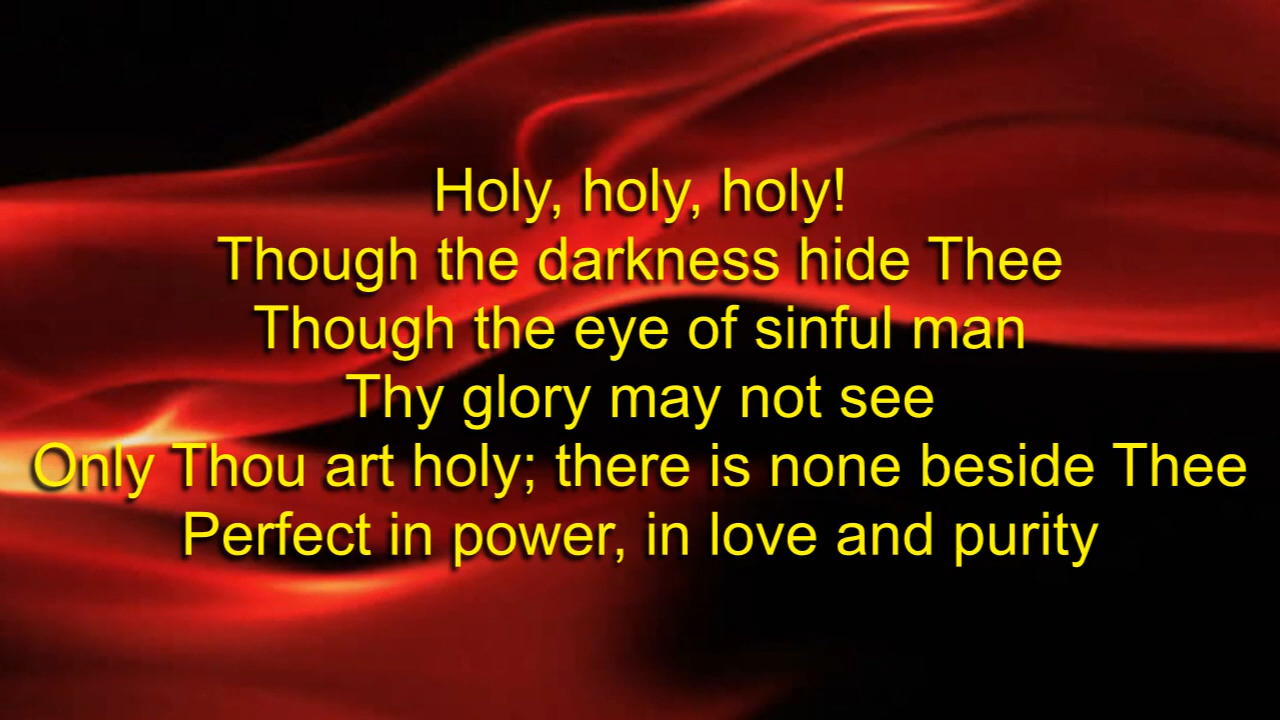 Holy, holy, holy!
Though the darkness hide Thee
Though the eye of sinful man
Thy glory may not see
Only Thou art holy; there is none beside Thee
Perfect in power, in love and purity